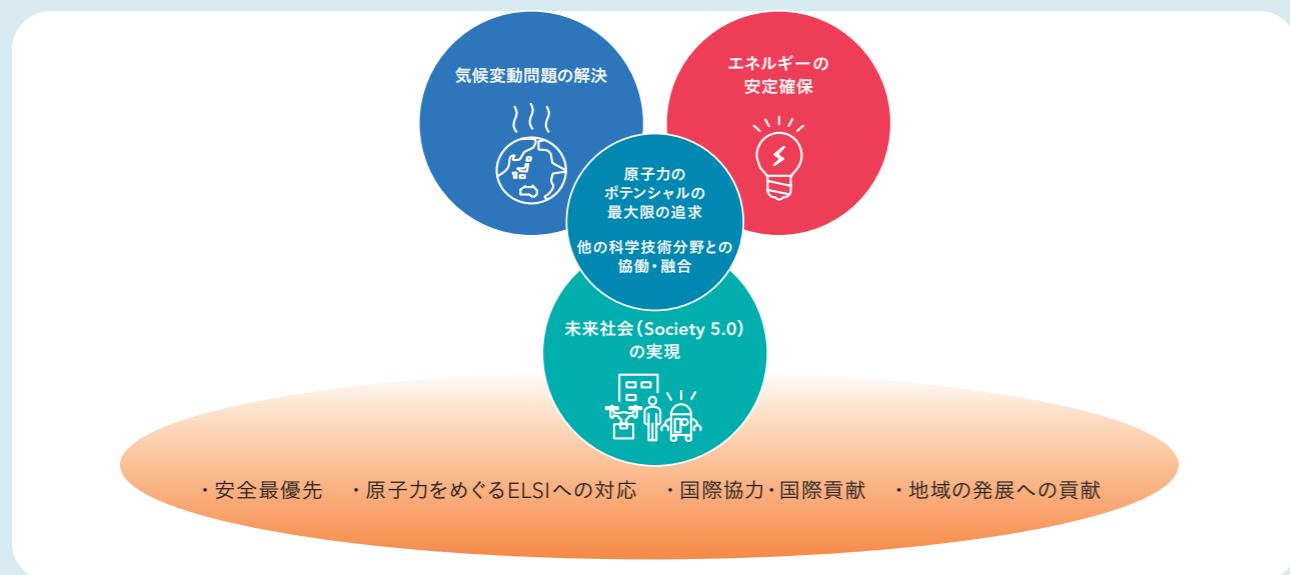 気候変動問題の解決
エネルギーの
安定確保
原子力の
ポテンシャルの
最大限の追求
他の科学技術分野との
協働・融合
未来社会(Society 5.0)
の実現
・安全最優先 ・原子力をめぐるELSIへの対応 ・国際協力・国際貢献 ・地域の発展への貢献